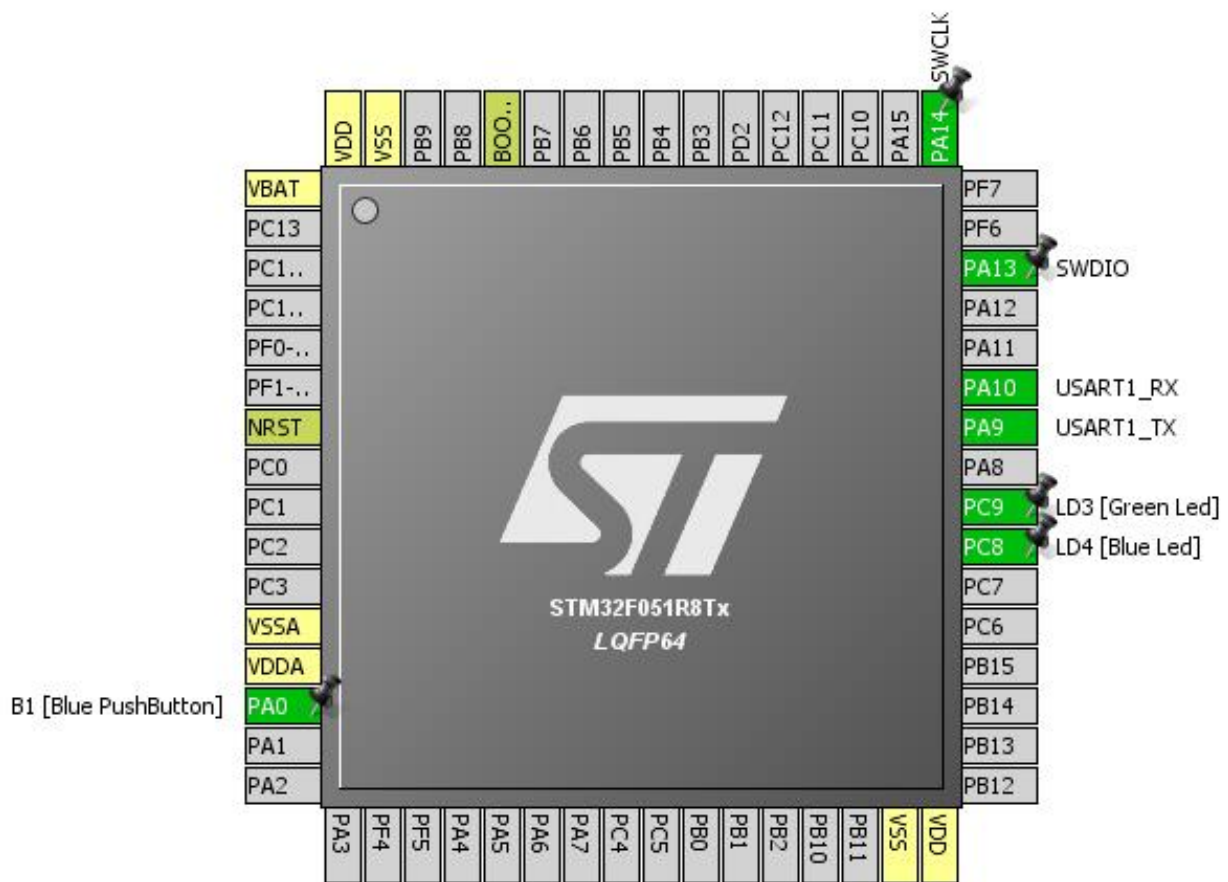 SWCLK
VDD
VSS
PB9
PB8
BOO..
PB7
PB6
PB5
PB4
PB3
PD2
PC12
PC11
PC10
PA15
PA14
VBAT
PC13
PC1..
PC1..
PF0-..
PF1-..
NRST
PC0
PC1
PC2
PC3
VSSA
VDDA
B1 [Blue PushButton] PA0
PA1
PA2
PF7
PF6
PA13 SWDIO
PA12
PA11
PA10 USART1_RX
PA9 USART1_TX
PA8
PC9 LD3 [Green Led]
PC8 LD4 [Blue Led]
PC7
PC6
PB15
PB14
PB13
PB12
ST
STM32F051R8Tx
LQFP64
PA3
PF4
PF5
PA4
PA5
PA6
PA7
PC4
PC5
PB0
PB1
PB2
PB10
PB11
VSS
VDD